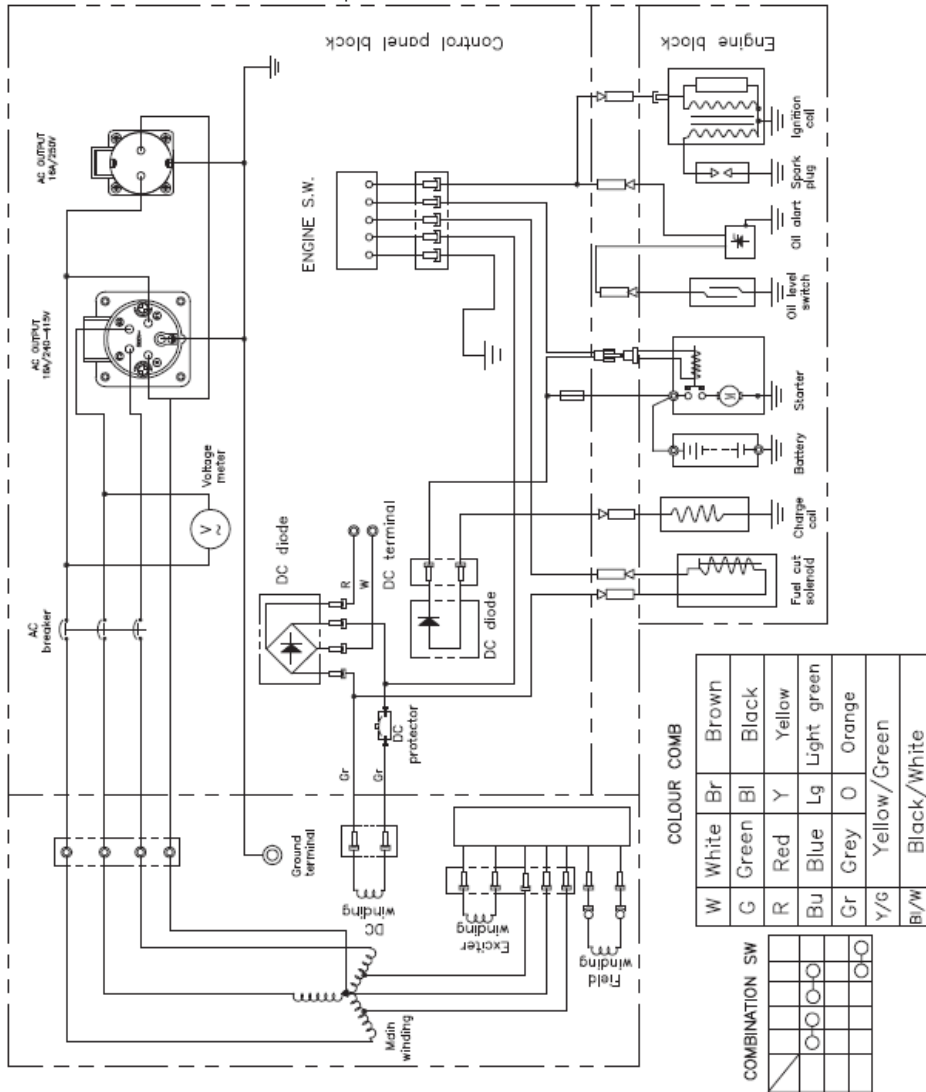 Control panel block
Engine block
AC OUTPUT
16A/250V
AC OUTPUT
16A/240-415V
ENGINE S.W.
Ignition
coil
Spark
plug
Oil alart
Oil level
switch
Starter
M
Battery
Charge
coil
Fuel cut
solenoid
Voltage
meter
V
~
AC
breaker
DC diode
R
W
DC terminal
DC diode
DC
protector
Gr
Gr
Ground
terminal
DC
winding
Exciter
winding
Field
winding
Main
winding
COLOUR COMB
W White Br Brown
G Green Bl Black
R Red Y Yellow
Bu Blue Lg Light green
Gr Grey O Orange
Y/G Yellow/Green
Bl/W Black/White
COMBINATION SW